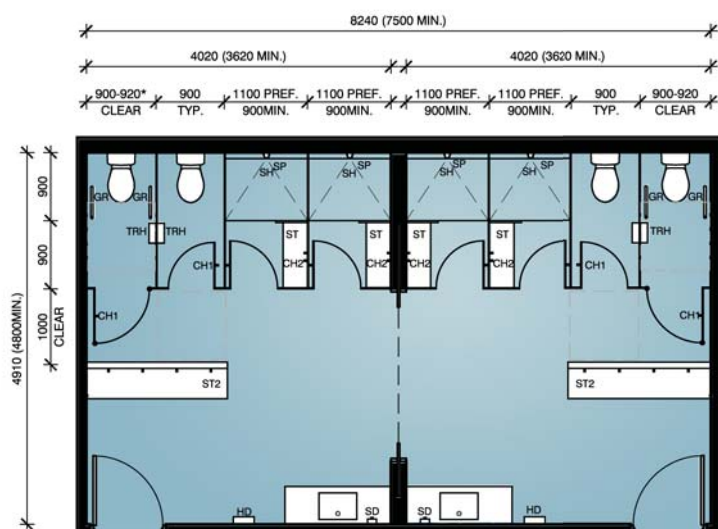 8240 (7500 MIN.)
4020 (3620 MIN.) 4020 (3620 MIN.)
900-920* 900 1100 PREF. 1100 PREF. 1100 PREF. 1100 PREF. 900 900-920
CLEAR TYP. 900MIN. 900MIN. 900MIN. 900MIN. TYP. CLEAR
SP SP SP SP
SH SH SH SH
900
GR GR GR GR
TRH TRH ST ST TRH
900
CH1 CH2 CH2 CH2 CH2 CH1
CH1 CH1
1000
CLEAR
4910 (4800MIN.)
ST2 ST2
HD SD SD HD